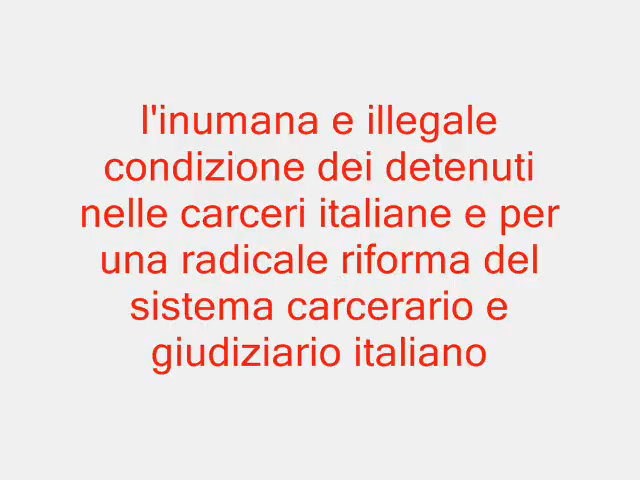 l'inumana e illegale
condizione dei detenuti
nelle carceri italiane e per
una radicale riforma del
sistema carcerario e
giudiziario italiano